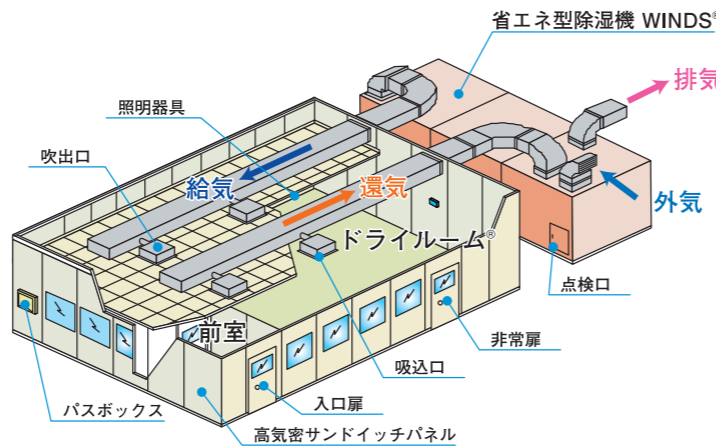 省エネ型除湿機 WINDS®
排気
照明器具
吹出口
給気
還気
外気
ドライルーム®
点検口
前室
非常扉
吸込口
パスボックス
入口扉
高気密サンドイッチパネル